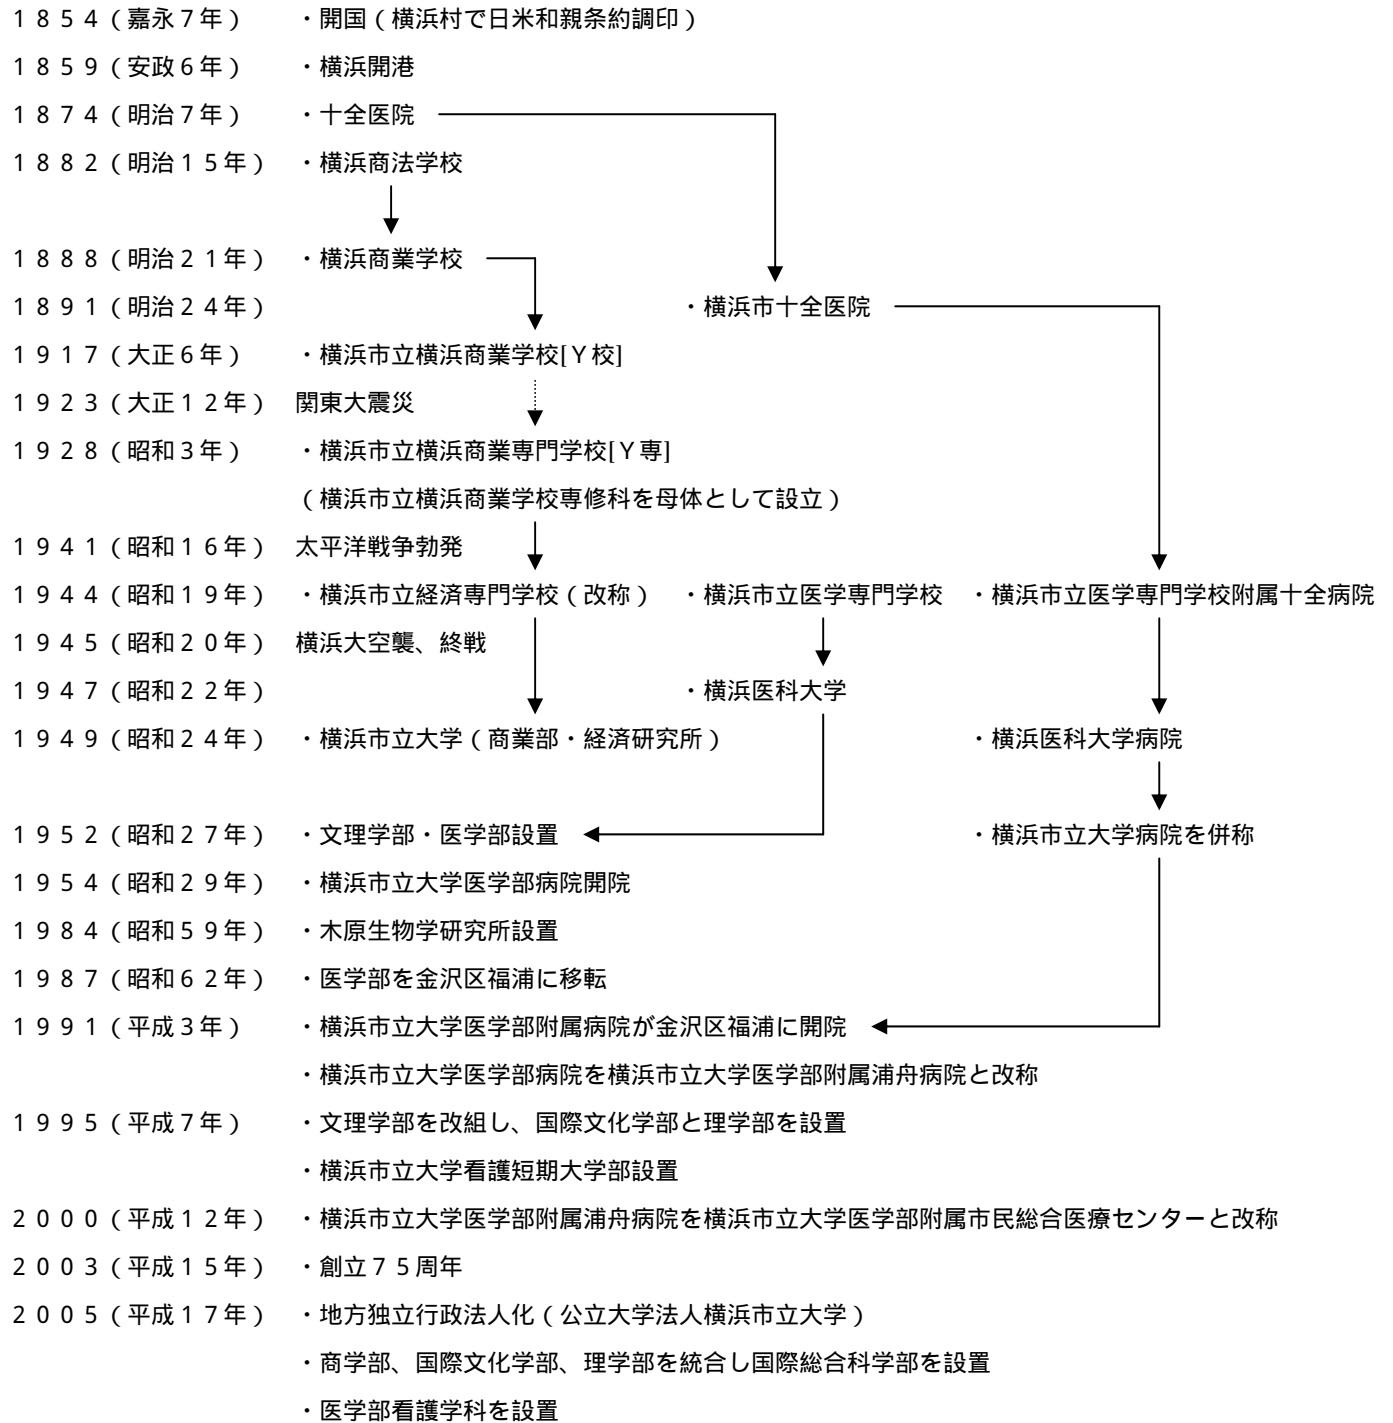 １８５４（嘉永７年） ・開国（横浜村で日米和親条約調印）
１８５９（安政６年） ・横浜開港
１８７４（明治７年） ・十全医院
１８８２（明治１５年） ・横浜商法学校
１８８８（明治２１年） ・横浜商業学校
１８９１（明治２４年） ・横浜市十全医院
１９１７（大正６年） ・横浜市立横浜商業学校[Ｙ校]
１９２３（大正１２年） 関東大震災
１９２８（昭和３年） ・横浜市立横浜商業専門学校[Ｙ専]
（横浜市立横浜商業学校専修科を母体として設立）
１９４１（昭和１６年） 太平洋戦争勃発
１９４４（昭和１９年） ・横浜市立経済専門学校（改称） ・横浜市立医学専門学校 ・横浜市立医学専門学校附属十全病院
１９４５（昭和２０年） 横浜大空襲、終戦
１９４７（昭和２２年） ・横浜医科大学
１９４９（昭和２４年） ・横浜市立大学（商業部・経済研究所） ・横浜医科大学病院
１９５２（昭和２７年） ・文理学部・医学部設置 ・横浜市立大学病院を併称
１９５４（昭和２９年） ・横浜市立大学医学部病院開院
１９８４（昭和５９年） ・木原生物学研究所設置
１９８７（昭和６２年） ・医学部を金沢区福浦に移転
１９９１（平成３年） ・横浜市立大学医学部附属病院が金沢区福浦に開院
・横浜市立大学医学部病院を横浜市立大学医学部附属浦舟病院と改称
１９９５（平成７年） ・文理学部を改組し、国際文化学部と理学部を設置
・横浜市立大学看護短期大学部設置
２０００（平成１２年） ・横浜市立大学医学部附属浦舟病院を横浜市立大学医学部附属市民総合医療センターと改称
２００３（平成１５年） ・創立７５周年
２００５（平成１７年） ・地方独立行政法人化（公立大学法人横浜市立大学）
・商学部、国際文化学部、理学部を統合し国際総合科学部を設置
・医学部看護学科を設置